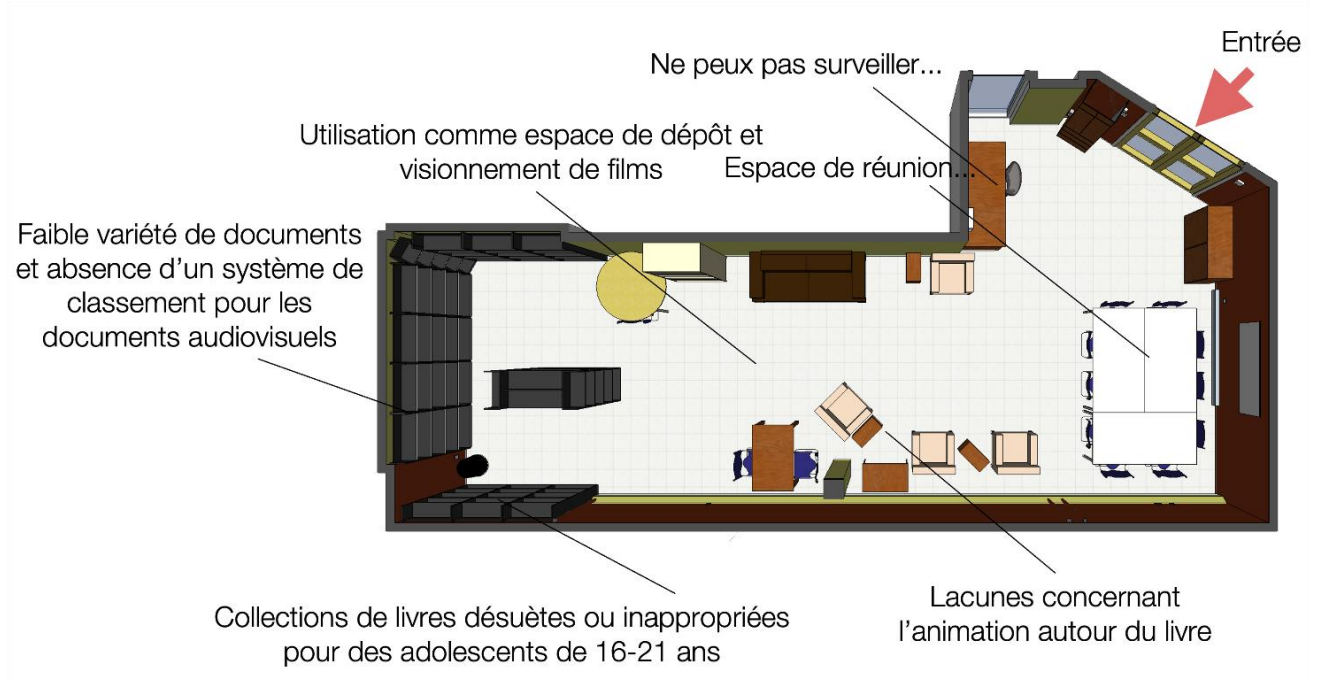 Entrée
Ne peux pas surveiller...
Utilisation comme espace de dépôt et
visionnement de films
Espace de réunion...
Faible variété de documents
et absence d’un système de
classement pour les
documents audiovisuels
Collections de livres désuètes ou inappropriées
pour des adolescents de 16-21 ans
Lacunes concernant
l’animation autour du livre